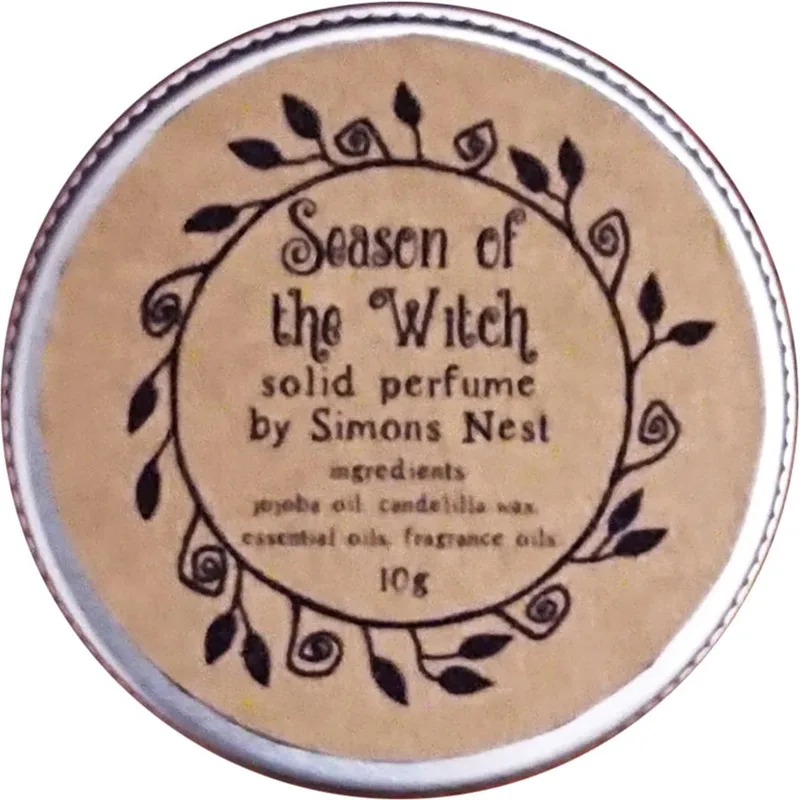 Season of
the Witch
solid perfume
by Simons Nest
ingredients
jojoba oil, candelilla wax,
essential oils, fragrance oils
10g